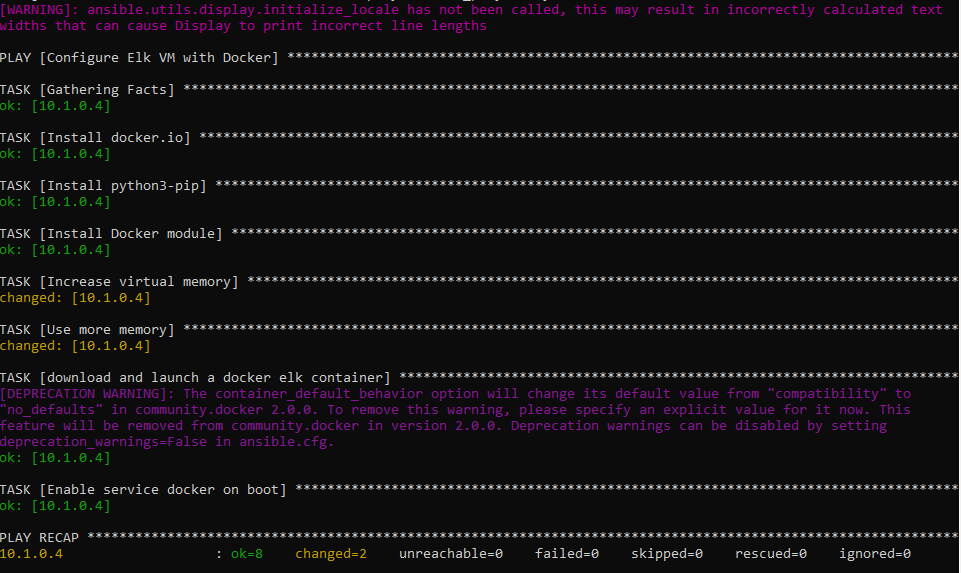 [WARNING]: ansible.utils.display.initialize_locale has not been called, this may result in incorrectly calculated text
widths that can cause Display to print incorrect line lengths
PLAY [Configure Elk VM with Docker] ************************************************************************************
TASK [Gathering Facts] *************************************************************************************************
ok: [10.1.0.4]
TASK [Install docker.io] ***********************************************************************************************
ok: [10.1.0.4]
TASK [Install python3-pip] *********************************************************************************************
ok: [10.1.0.4]
TASK [Install Docker module] *******************************************************************************************
ok: [10.1.0.4]
TASK [Increase virtual memory] *****************************************************************************************
changed: [10.1.0.4]
TASK [Use more memory] *************************************************************************************************
changed: [10.1.0.4]
TASK [download and launch a docker elk container] **********************************************************************
[DEPRECATION WARNING]: The container_default_behavior option will change its default value from "compatibility" to
"no_defaults" in community.docker 2.0.0. To remove this warning, please specify an explicit value for it now. This
feature will be removed from community.docker in version 2.0.0. Deprecation warnings can be disabled by setting
deprecation_warnings=False in ansible.cfg.
ok: [10.1.0.4]
TASK [Enable service docker on boot] ***********************************************************************************
ok: [10.1.0.4]
PLAY RECAP *************************************************************************************************************
10.1.0.4                   : ok=8    changed=2    unreachable=0    failed=0    skipped=0    rescued=0    ignored=0